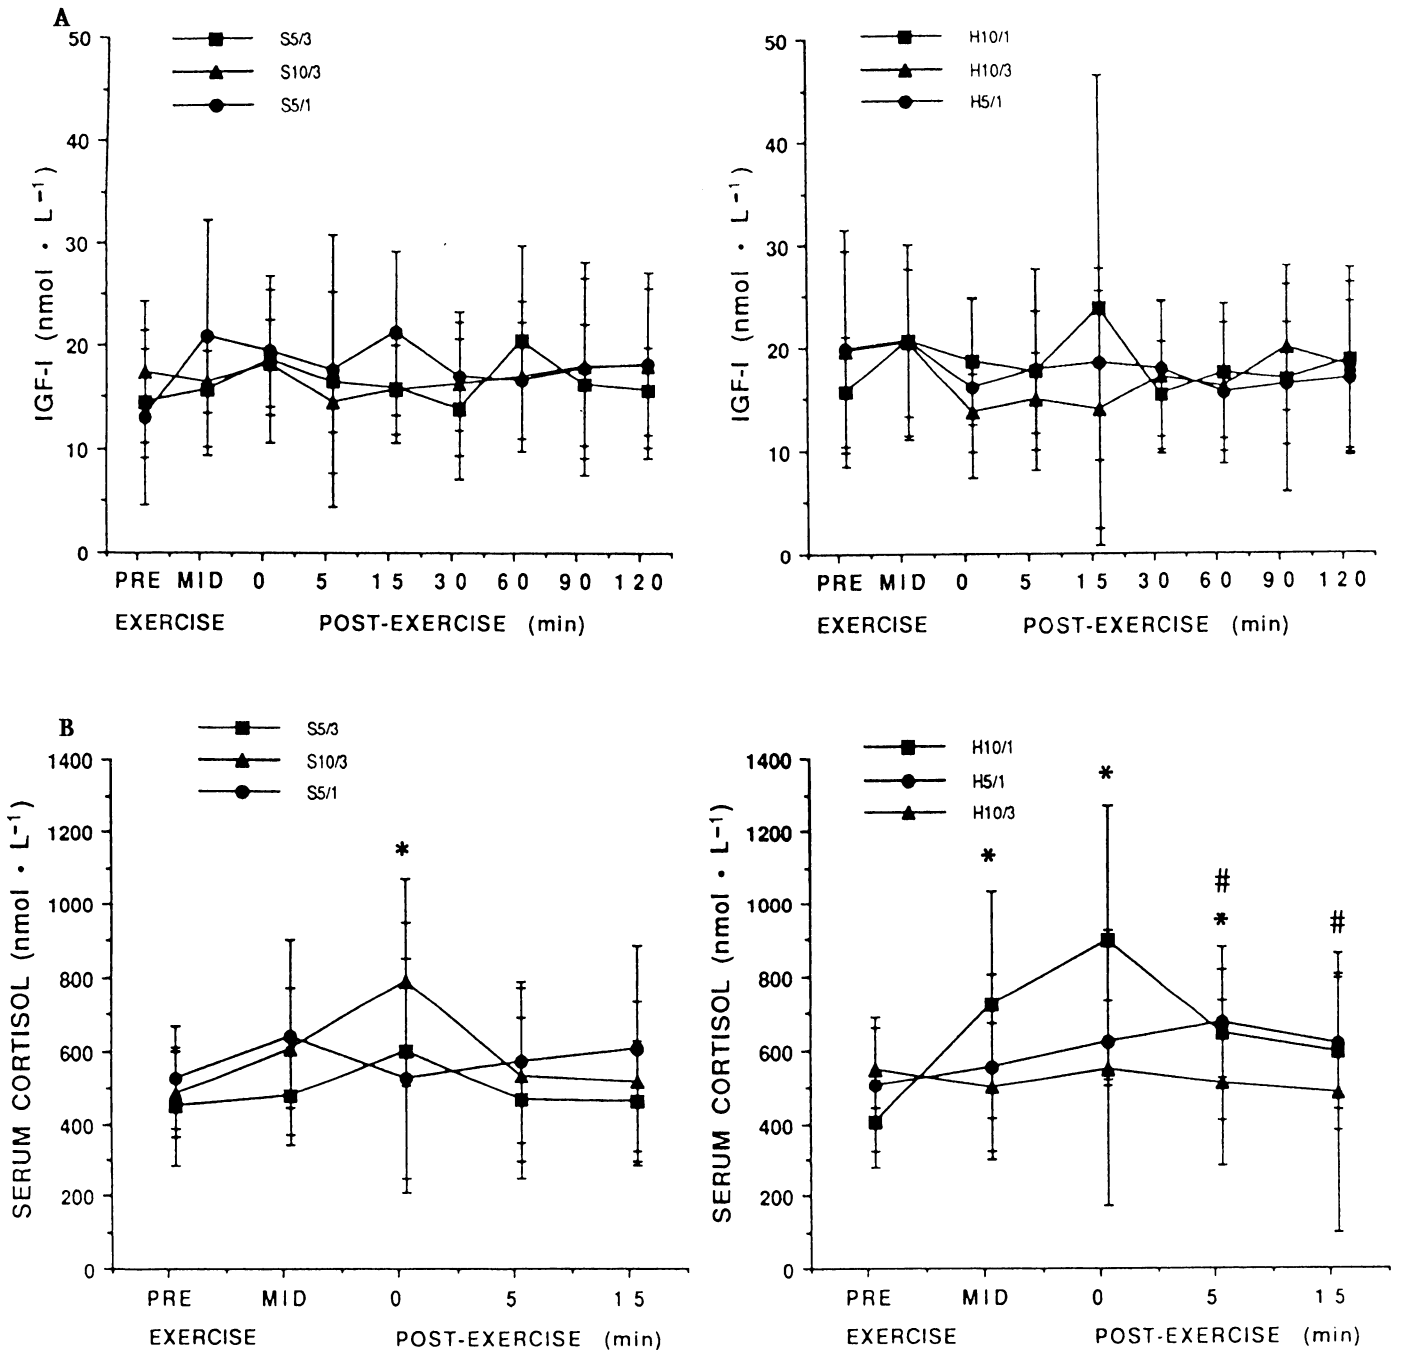 A
S5/3
S10/3
S5/1
50
40
30
20
10
0
IGF-I (nmol • L⁻¹)
PRE MID 0 5 15 30 60 90 120
EXERCISE POST-EXERCISE (min)
H10/1
H10/3
H5/1
50
40
30
20
10
0
IGF-I (nmol • L⁻¹)
PRE MID 0 5 15 30 60 90 120
EXERCISE POST-EXERCISE (min)
B
S5/3
S10/3
S5/1
1400
1200
1000
800
600
400
200
0
SERUM CORTISOL (nmol • L⁻¹)
*
PRE MID 0 5 15
EXERCISE POST-EXERCISE (min)
H10/1
H5/1
H10/3
1400
1200
1000
800
600
400
200
0
SERUM CORTISOL (nmol • L⁻¹)
*
*
#
*
#
PRE MID 0 5 15
EXERCISE POST-EXERCISE (min)